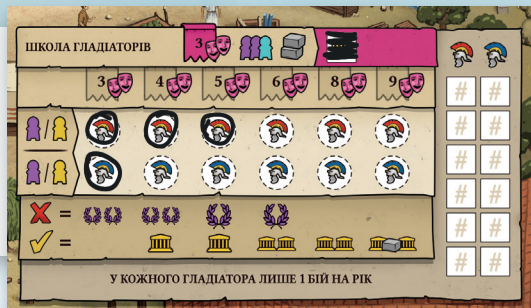 ШКОЛА ГЛАДІАТОРІВ 3
3 4 5 6 8 9
/ # #
/ # #
# #
# #
X = # #
✓ = # #
У КОЖНОГО ГЛАДІАТОРА ЛИШЕ 1 БІЙ НА РІК